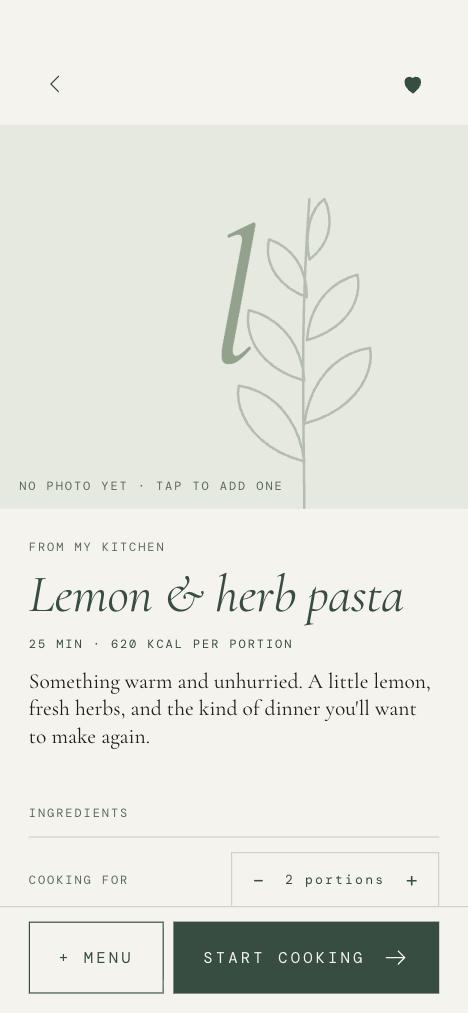 l
NO PHOTO YET · TAP TO ADD ONE
FROM MY KITCHEN
Lemon & herb pasta
25 MIN · 620 KCAL PER PORTION
Something warm and unhurried. A little lemon,
fresh herbs, and the kind of dinner you'll want
to make again.
INGREDIENTS
COOKING FOR
− 2 portions +
+ MENU
START COOKING →